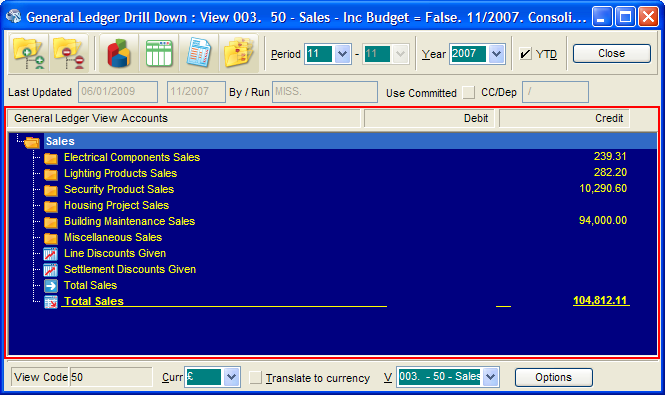 General Ledger Drill Down : View 003. 50 - Sales - Inc Budget = False. 11/2007. Consoli...
Period 11 - 11 Year 2007 YTD Close
Last Updated 06/01/2009 11/2007 By / Run MISS. Use Committed CC/Dep /
General Ledger View Accounts Debit Credit
Sales
Electrical Components Sales 239.31
Lighting Products Sales 282.20
Security Product Sales 10,290.60
Housing Project Sales
Building Maintenance Sales 94,000.00
Miscellaneous Sales
Line Discounts Given
Settlement Discounts Given
Total Sales
Total Sales 104,812.11
View Code 50 Curr £ Translate to currency V 003. - 50 - Sales Options